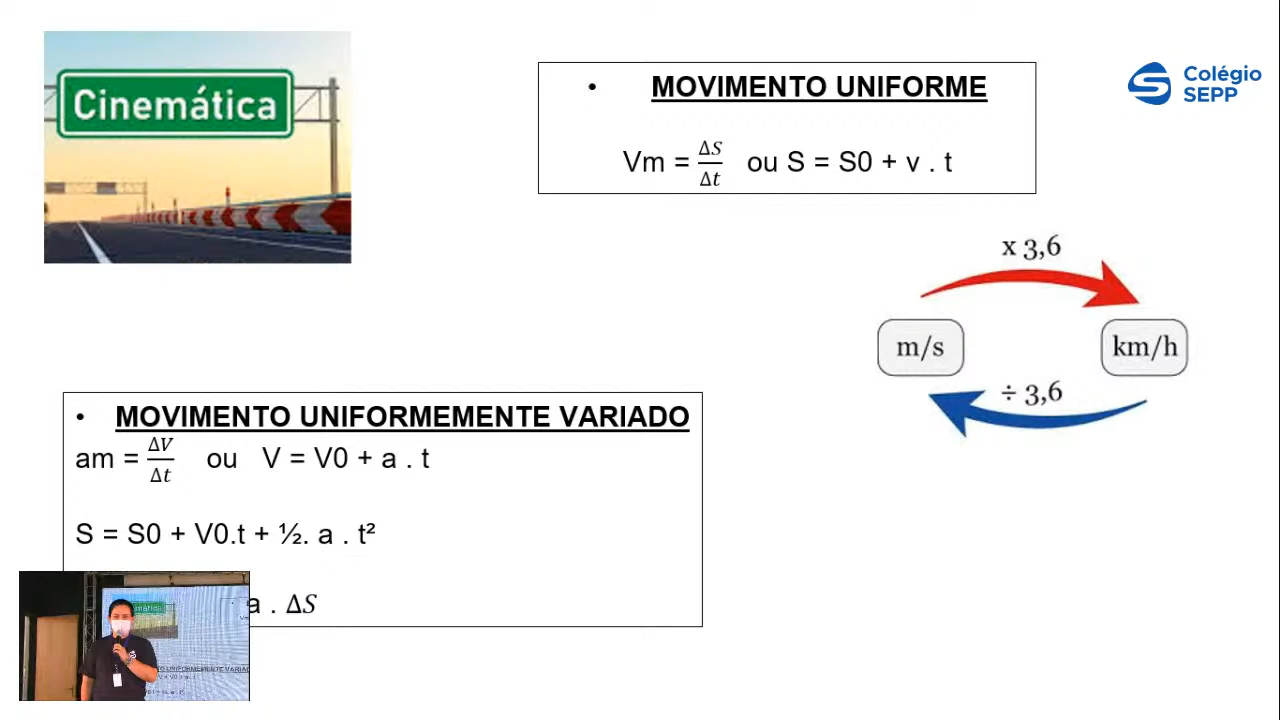 Cinemática
• MOVIMENTO UNIFORME
Vm = ΔS/Δt ou S = S0 + v . t
Colégio
SEPP
x 3,6
m/s
km/h
÷ 3,6
• MOVIMENTO UNIFORMEMENTE VARIADO
am = ΔV/Δt ou V = V0 + a . t
S = S0 + V0.t + ½. a . t²
a . ΔS